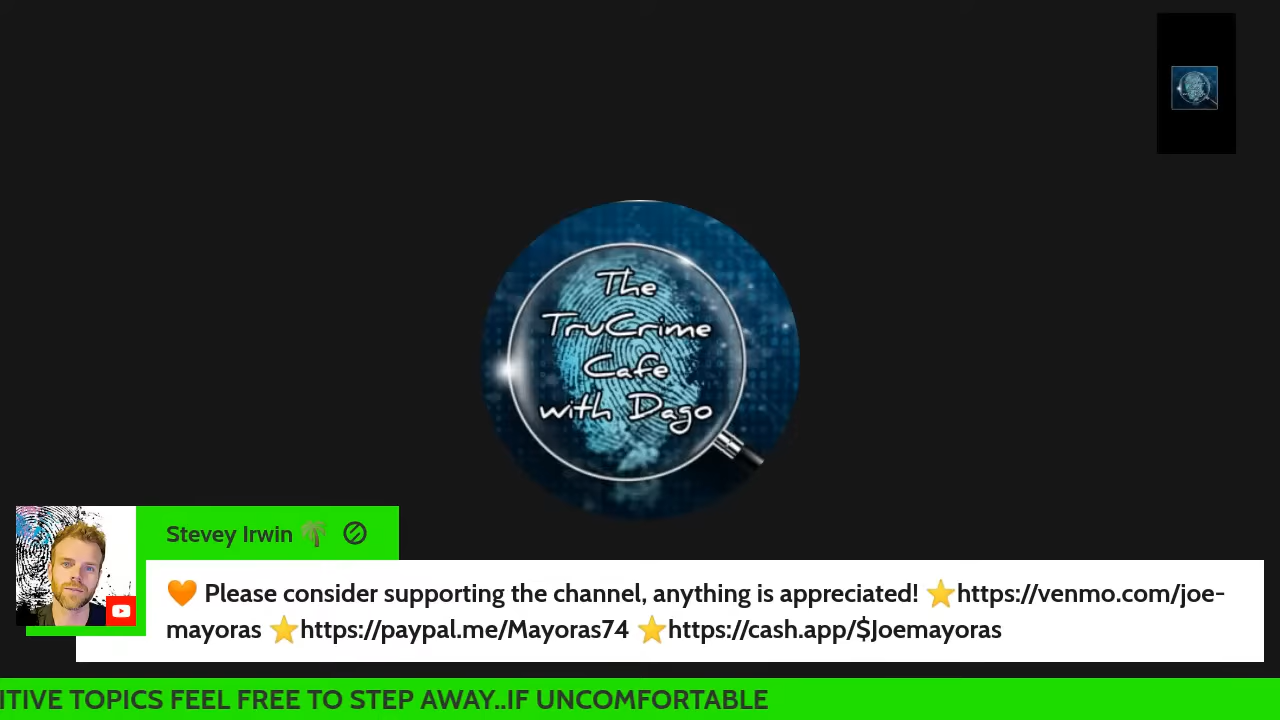 The
TruCrime
Cafe
with Dago
Stevey Irwin 🌴
🧡 Please consider supporting the channel, anything is appreciated! ⭐https://venmo.com/joe-
mayoras ⭐https://paypal.me/Mayoras74 ⭐https://cash.app/$Joemayoras
ITIVE TOPICS FEEL FREE TO STEP AWAY..IF UNCOMFORTABLE